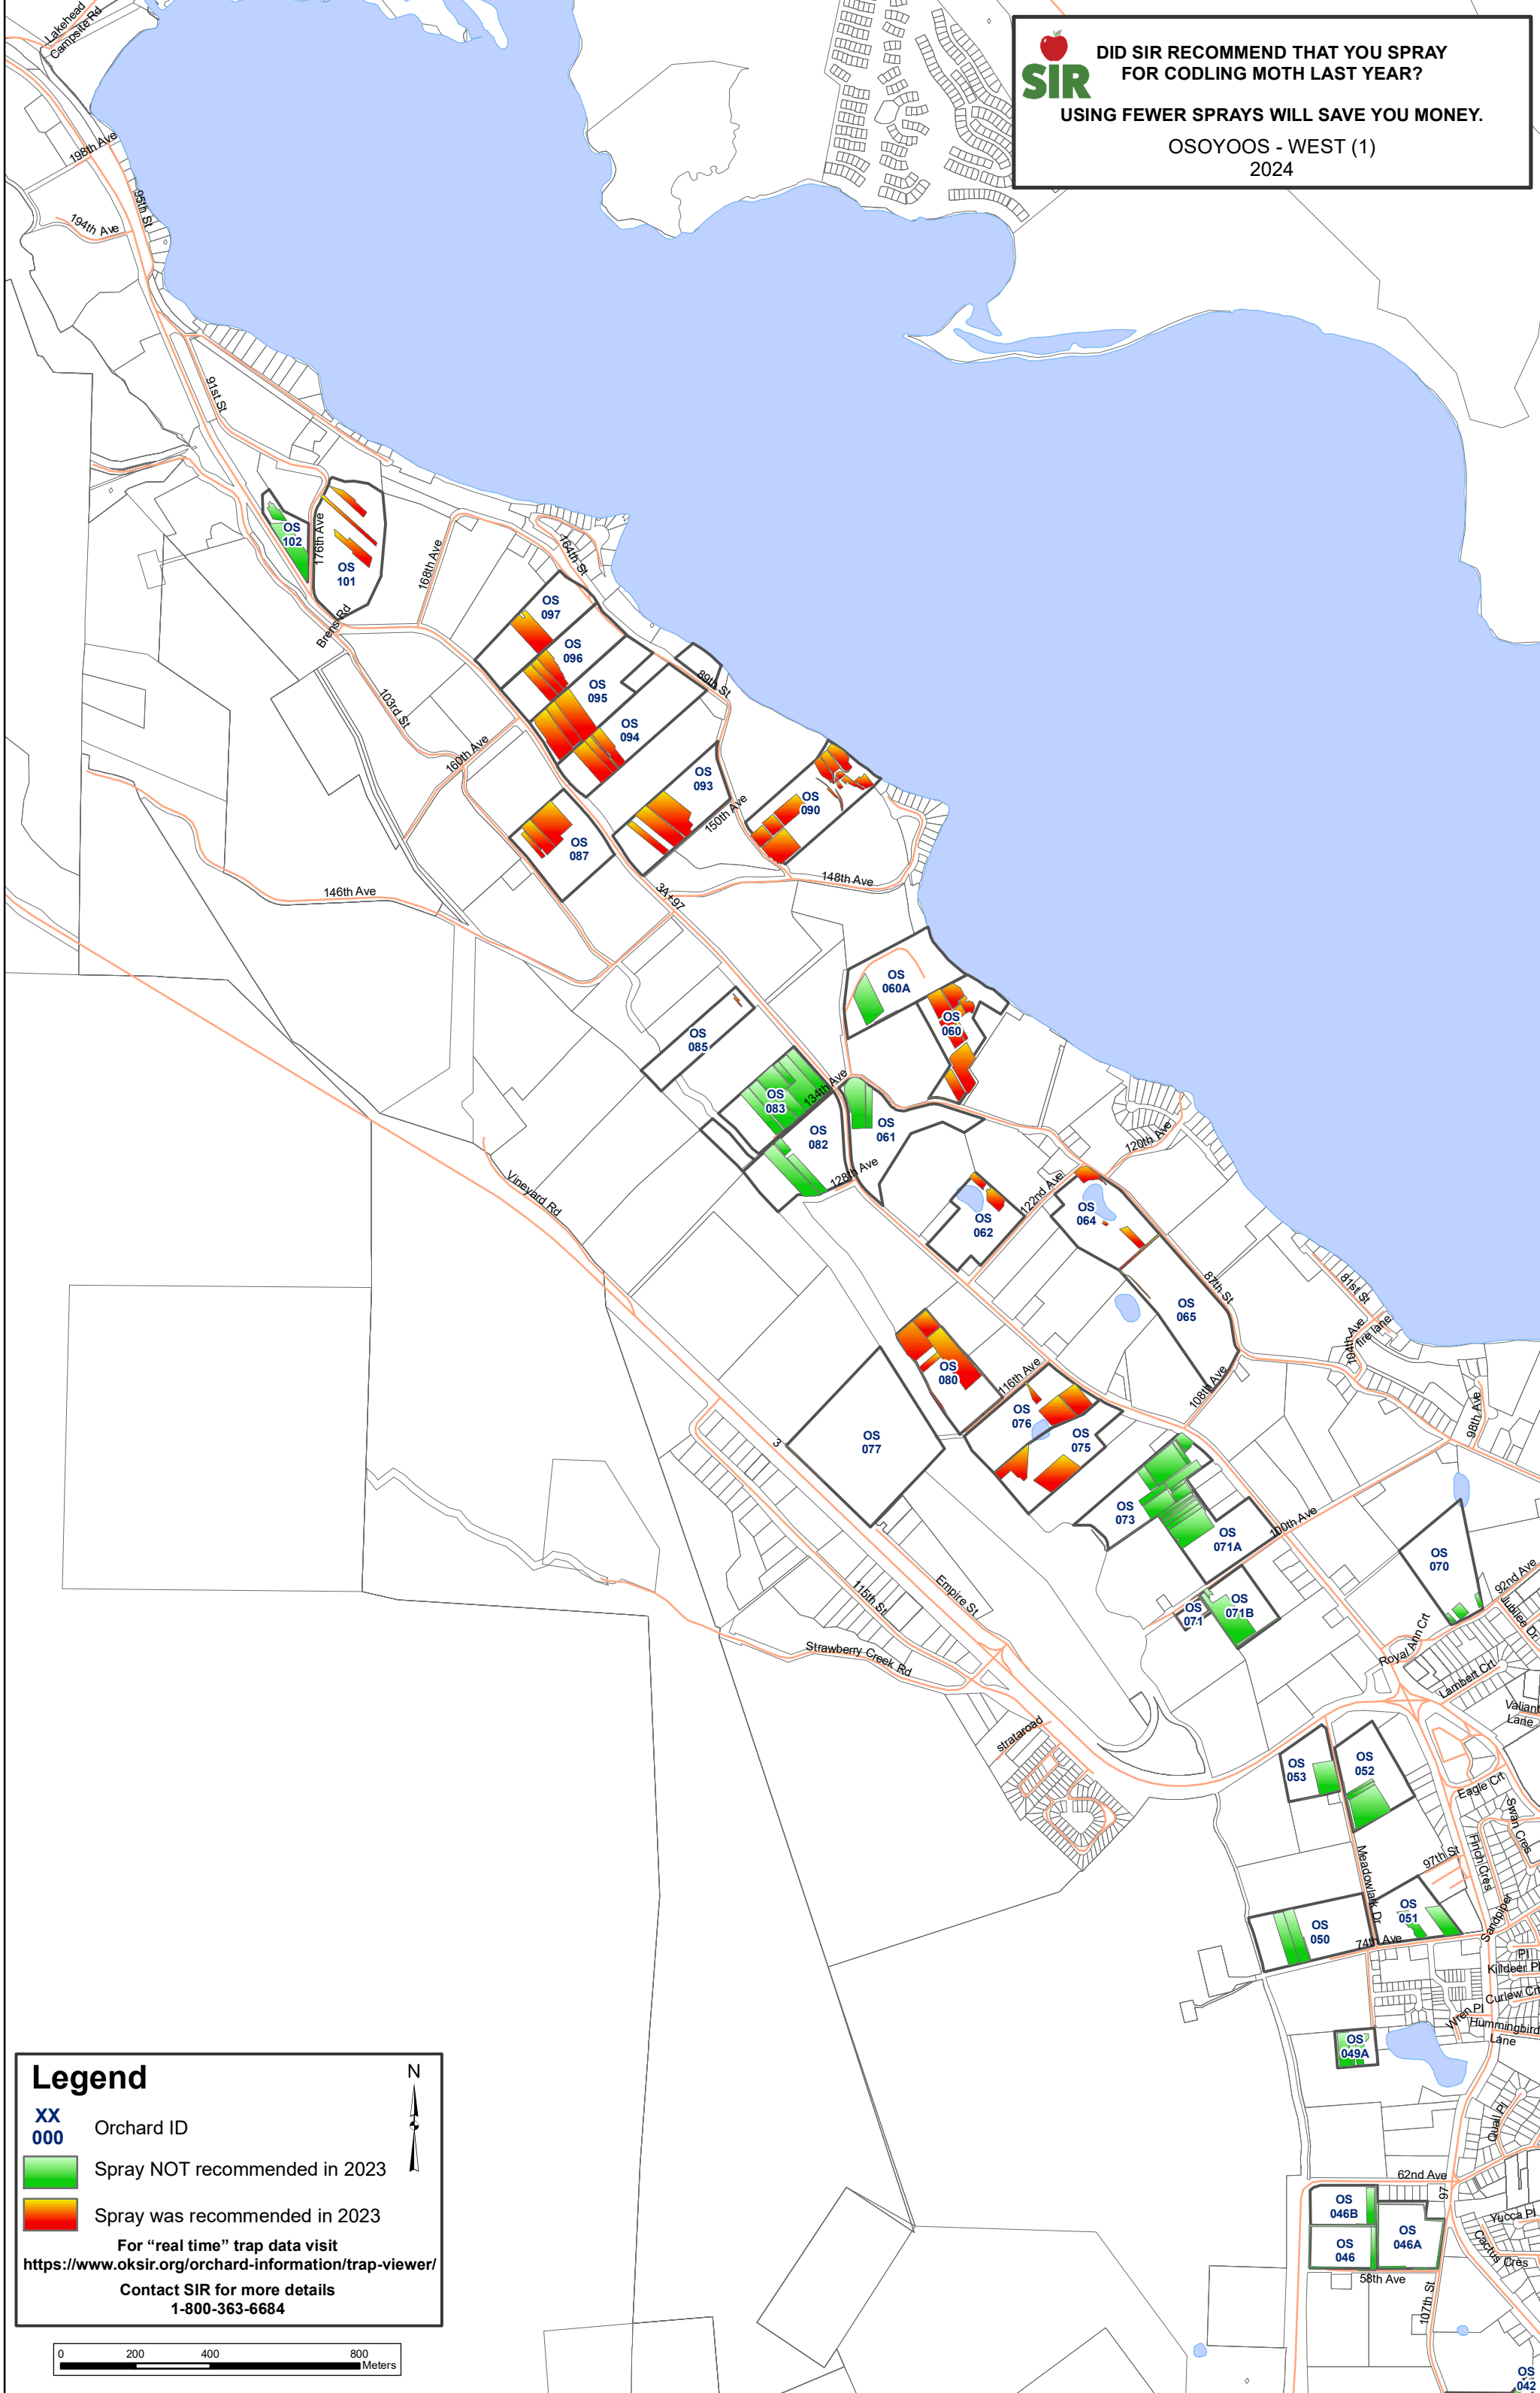 DID SIR RECOMMEND THAT YOU SPRAY
FOR CODLING MOTH LAST YEAR?
SIR
USING FEWER SPRAYS WILL SAVE YOU MONEY.
OSOYOOS - WEST (1)
2024
Lakehead
Campsite Rd
198th Ave
95th St
194th Ave
91st St
OS
102
176th Ave
OS
101
168th Ave
164th St
Brens Rd
OS
097
OS
096
OS
095
OS
094
89th St
103rd St
160th Ave
OS
093
150th Ave
OS
090
OS
087
148th Ave
146th Ave
3A+97
OS
060A
OS
060
OS
085
OS
083
134th Ave
OS
082
OS
061
128th Ave
120th Ave
122nd Ave
OS
062
OS
064
Vineyard Rd
87th St
OS
065
81st St
104th Ave
fire lane
OS
080
116th Ave
108th Ave
98th Ave
OS
076
OS
075
OS
077
3
OS
073
OS
071A
100th Ave
OS
070
92nd Ave
Jubilee Dr
OS
071
OS
071B
Empire St
115th St
Royal Ann Crt
Lambert Crt
Strawberry Creek Rd
Valiant
Lane
strataroad
OS
053
OS
052
Eagle Crt
Swan Cres
Finch Cres
97th St
Meadowlark Dr
OS
051
OS
050
74th Ave
Sandpiper
Pl
Killdeer Pl
Curlew Crt
Wren Pl
Hummingbird
Lane
OS
049A
Quail Pl
62nd Ave
97
OS
046B
OS
046A
OS
046
Yucca Pl
Cactus Cres
58th Ave
107th St
OS
042
Legend
N
XX
000
Orchard ID
Spray NOT recommended in 2023
Spray was recommended in 2023
For “real time” trap data visit
https://www.oksir.org/orchard-information/trap-viewer/
Contact SIR for more details
1-800-363-6684
0 200 400 800
Meters